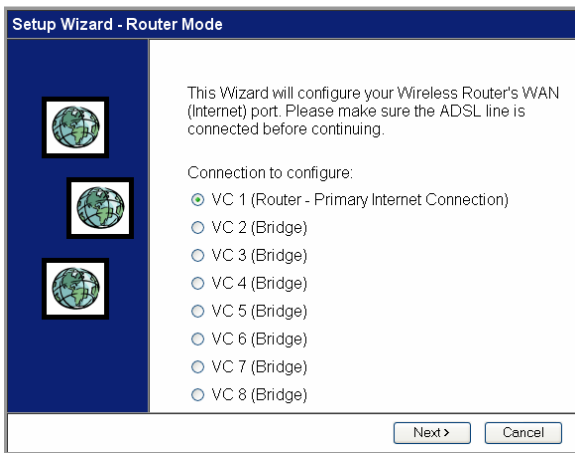 Setup Wizard - Router Mode
This Wizard will configure your Wireless Router's WAN
(Internet) port. Please make sure the ADSL line is
connected before continuing.
Connection to configure:
VC 1 (Router - Primary Internet Connection)
VC 2 (Bridge)
VC 3 (Bridge)
VC 4 (Bridge)
VC 5 (Bridge)
VC 6 (Bridge)
VC 7 (Bridge)
VC 8 (Bridge)
Next >
Cancel